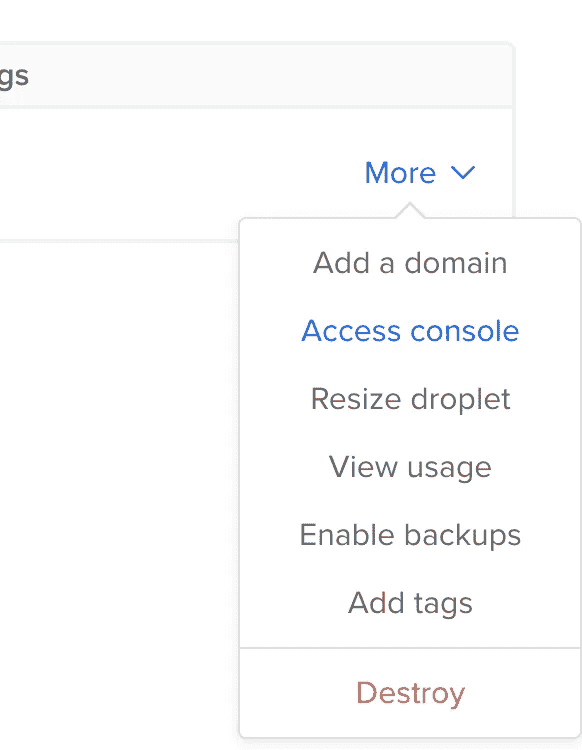 gs
More
Add a domain
Access console
Resize droplet
View usage
Enable backups
Add tags
Destroy